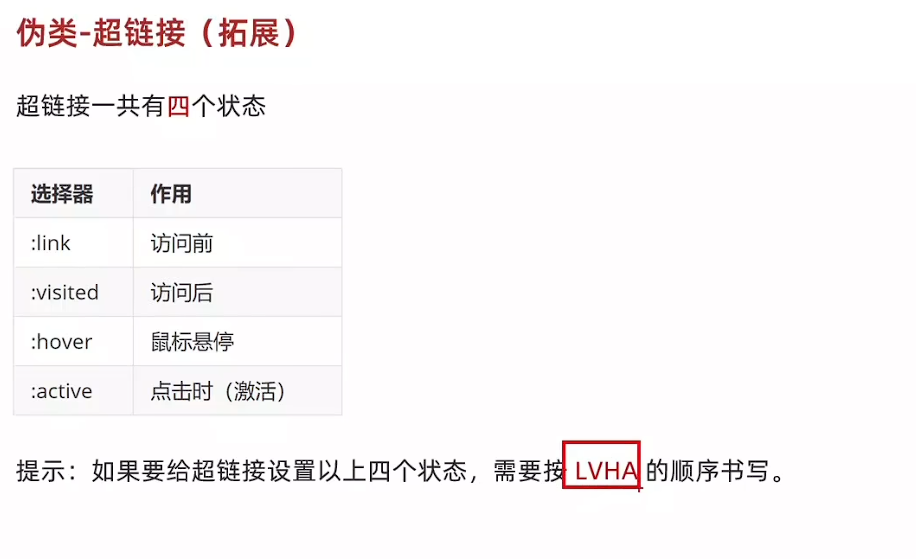 伪类-超链接（拓展）
超链接一共有四个状态
选择器 作用
:link 访问前
:visited 访问后
:hover 鼠标悬停
:active 点击时（激活）
提示：如果要给超链接设置以上四个状态，需要按 LVHA 的顺序书写。